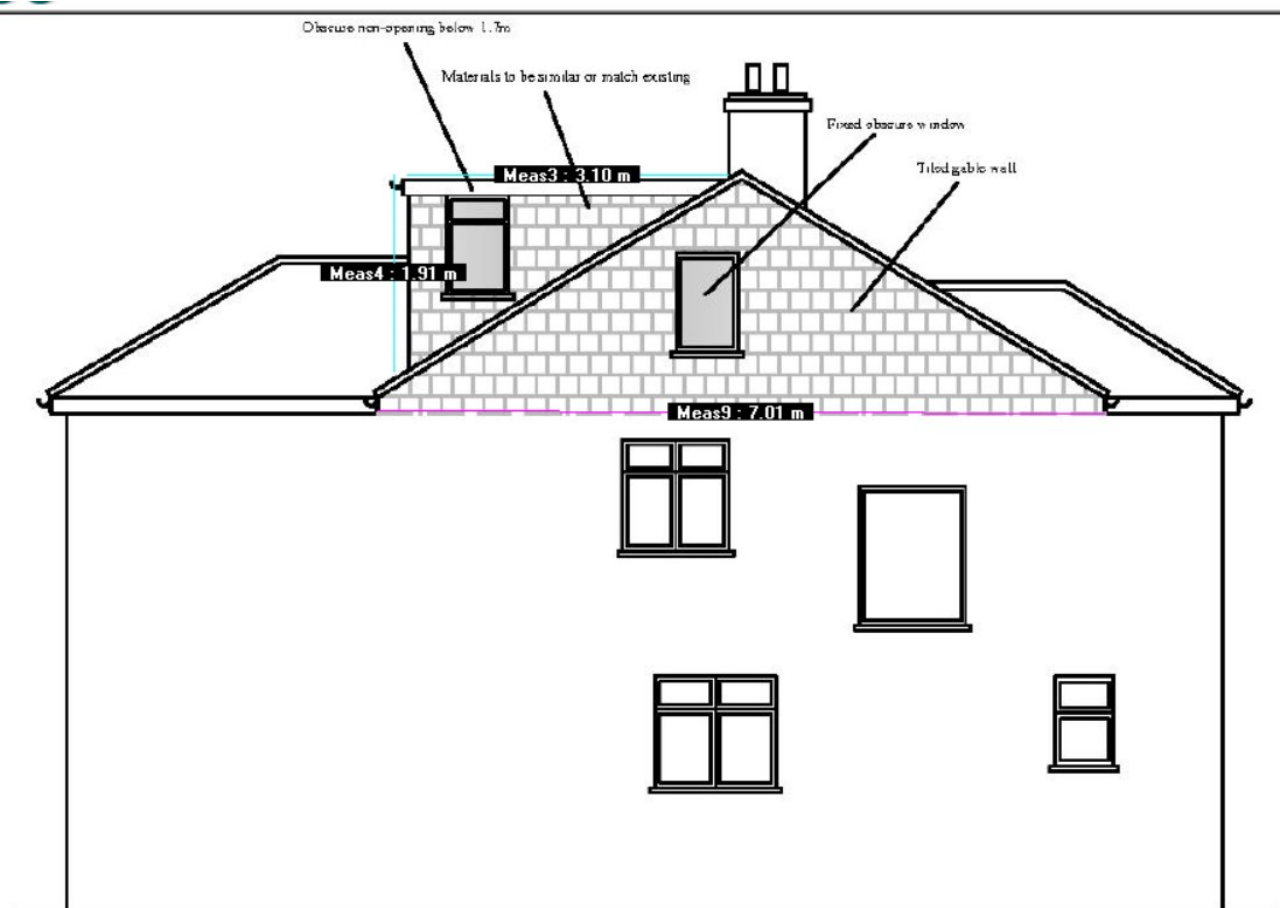 Obscure non-opening below 1.7m
Materials to be similar or match existing
Fixed obscure window
Tiled gable wall
Meas3 : 3.10 m
Meas4 : 1.91 m
Meas9 : 7.01 m